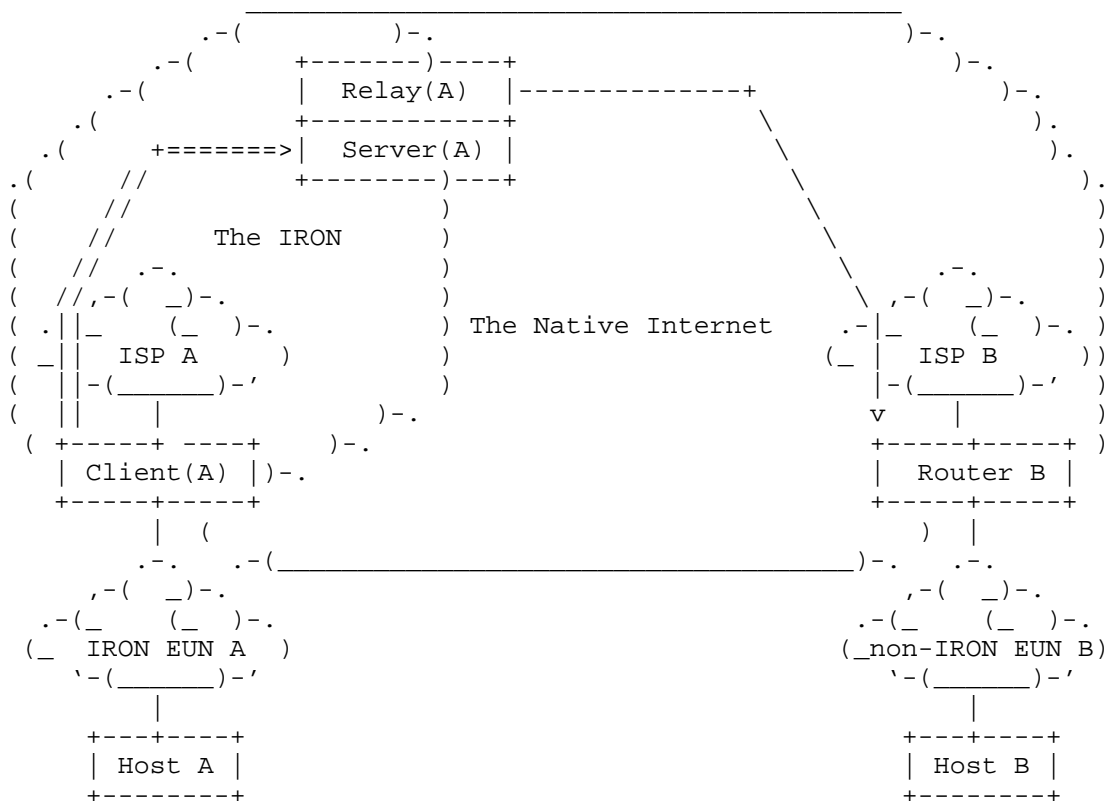 Relay(A)
Server(A)
The IRON
The Native Internet
ISP A
ISP B
Client(A)
Router B
IRON EUN A
non-IRON EUN B
Host A
Host B